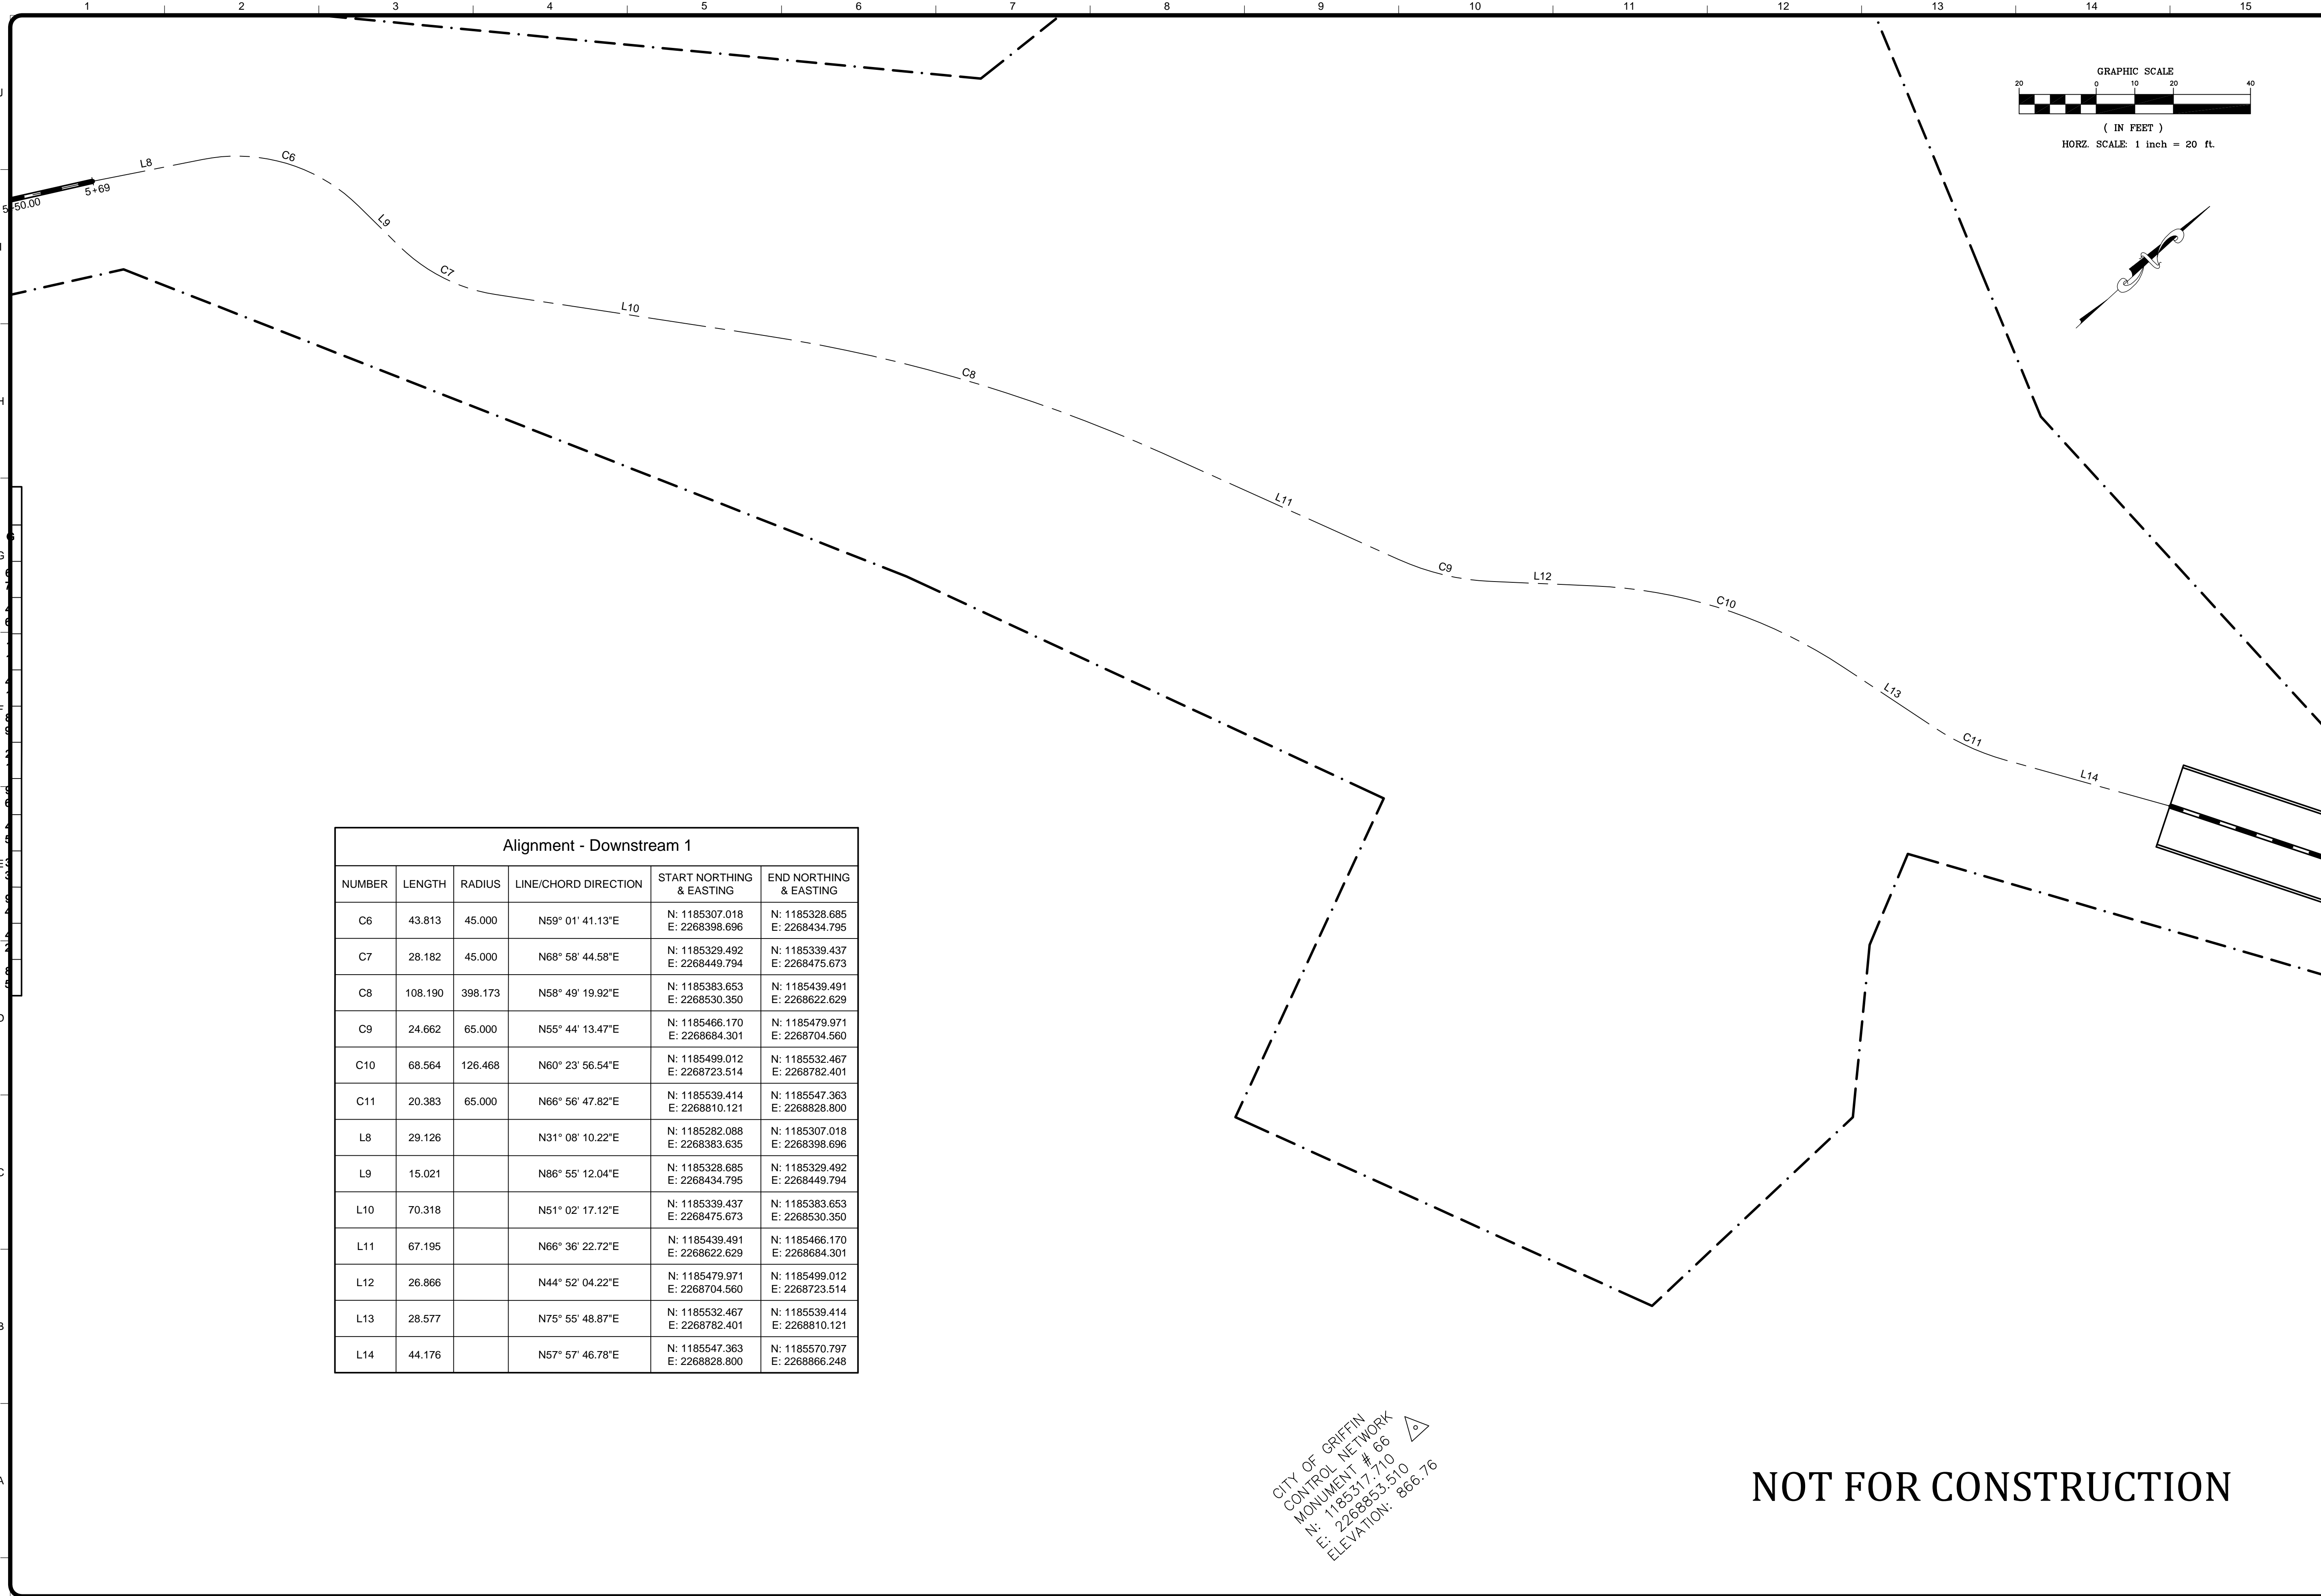 1 2 3 4 5 6 7 8 9 10 11 12 13 14 15
GRAPHIC SCALE
20 0 10 20 40
( IN FEET )
HORZ. SCALE: 1 inch = 20 ft.
L8
C6
5+69
L9
C7
L10
C8
H
L11
C9
L12
C10
L13
C11
L14
Alignment - Downstream 1
NUMBER LENGTH RADIUS LINE/CHORD DIRECTION START NORTHING & EASTING END NORTHING & EASTING
C6 43.813 45.000 N59° 01' 41.13"E N: 1185307.018 E: 2268398.696 N: 1185328.685 E: 2268434.795
C7 28.182 45.000 N68° 58' 44.58"E N: 1185329.492 E: 2268449.794 N: 1185339.437 E: 2268475.673
C8 108.190 398.173 N58° 49' 19.92"E N: 1185383.653 E: 2268530.350 N: 1185439.491 E: 2268622.629
C9 24.662 65.000 N55° 44' 13.47"E N: 1185466.170 E: 2268684.301 N: 1185479.971 E: 2268704.560
C10 68.564 126.468 N60° 23' 56.54"E N: 1185499.012 E: 2268723.514 N: 1185532.467 E: 2268782.401
C11 20.383 65.000 N66° 56' 47.82"E N: 1185539.414 E: 2268810.121 N: 1185547.363 E: 2268828.800
L8 29.126 N31° 08' 10.22"E N: 1185282.088 E: 2268383.635 N: 1185307.018 E: 2268398.696
L9 15.021 N86° 55' 12.04"E N: 1185328.685 E: 2268434.795 N: 1185329.492 E: 2268449.794
L10 70.318 N51° 02' 17.12"E N: 1185339.437 E: 2268475.673 N: 1185383.653 E: 2268530.350
L11 67.195 N66° 36' 22.72"E N: 1185439.491 E: 2268622.629 N: 1185466.170 E: 2268684.301
L12 26.866 N44° 52' 04.22"E N: 1185479.971 E: 2268704.560 N: 1185499.012 E: 2268723.514
L13 28.577 N75° 55' 48.87"E N: 1185532.467 E: 2268782.401 N: 1185539.414 E: 2268810.121
L14 44.176 N57° 57' 46.78"E N: 1185547.363 E: 2268828.800 N: 1185570.797 E: 2268866.248
CITY OF GRIFFIN
CONTROL NETWORK
MONUMENT # 66
N: 1185317.710
E: 2268853.510
ELEVATION: 866.76
NOT FOR CONSTRUCTION